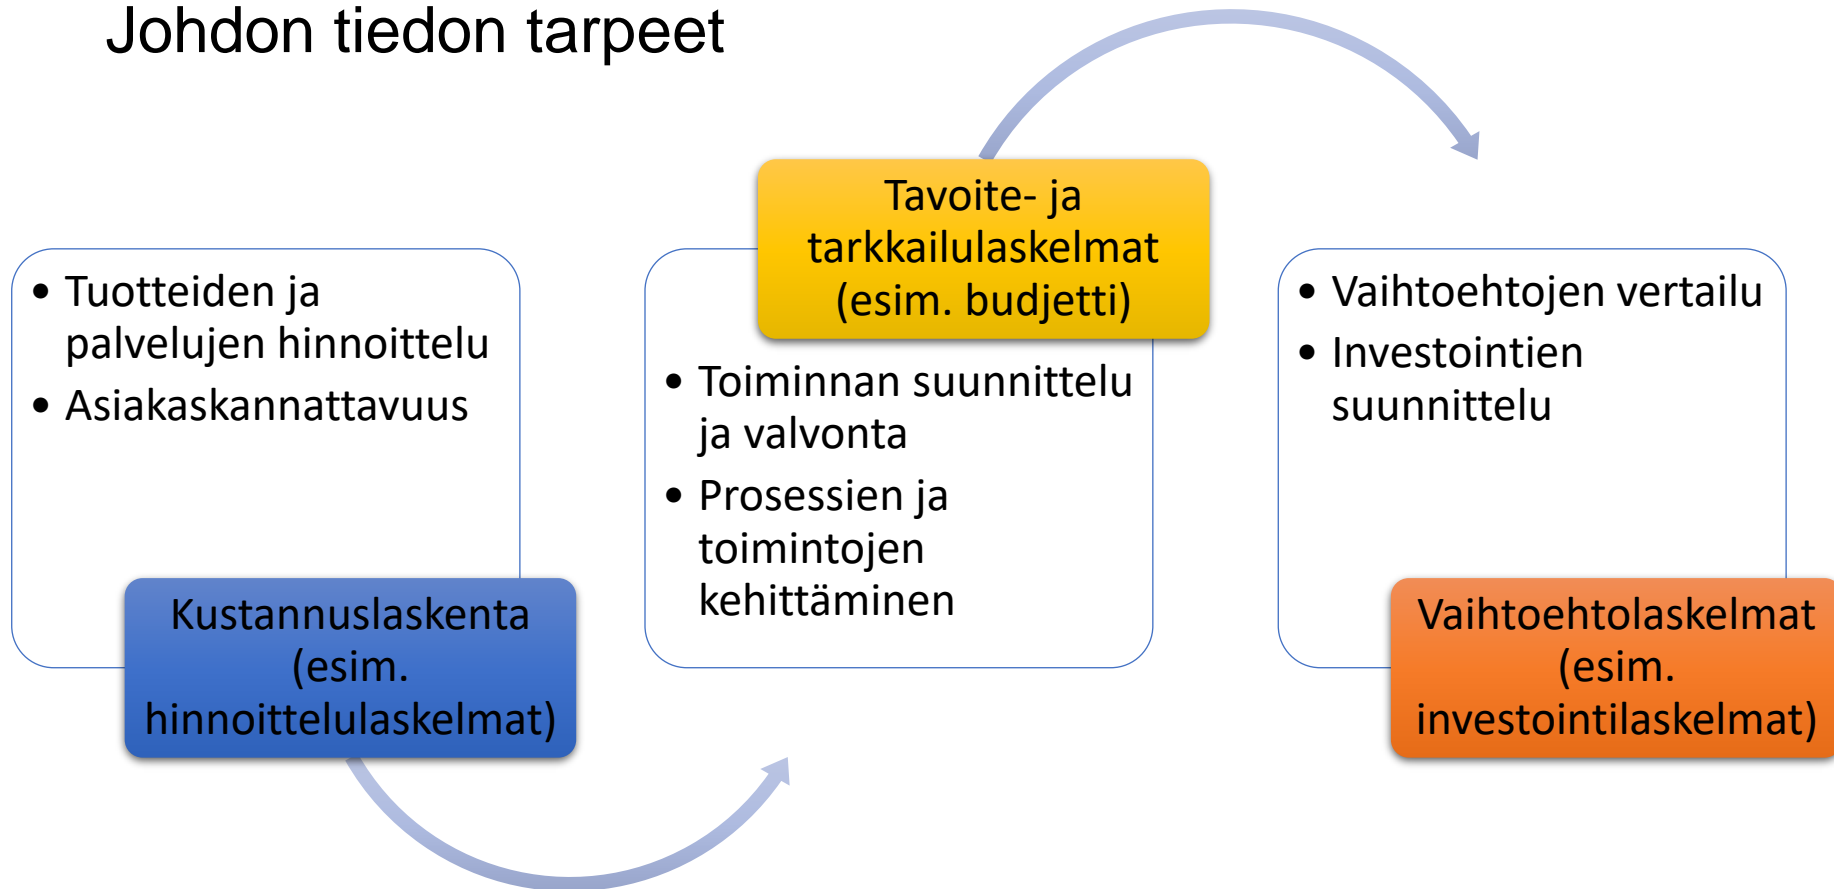 Johdon tiedon tarpeet
• Tuotteiden ja
palvelujen hinnoittelu
• Asiakaskannattavuus
Kustannuslaskenta
(esim.
hinnoittelulaskelmat)
Tavoite- ja
tarkkailulaskelmat
(esim. budjetti)
• Toiminnan suunnittelu
ja valvonta
• Prosessien ja
toimintojen
kehittäminen
• Vaihtoehtojen vertailu
• Investointien
suunnittelu
Vaihtoehtolaskelmat
(esim.
investointilaskelmat)